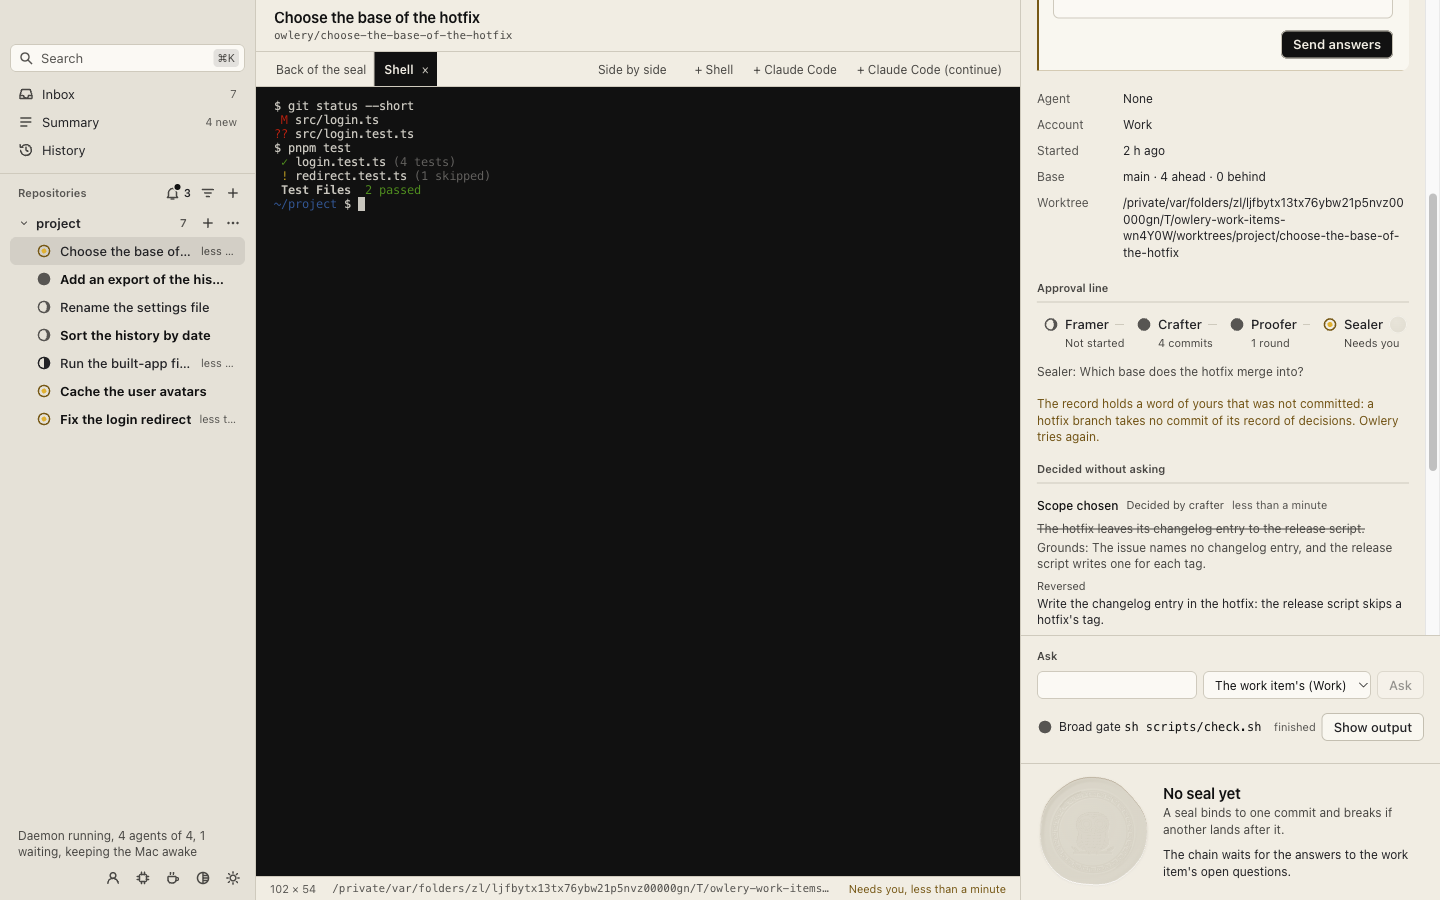 Search ⌘K
Inbox 7
Summary 4 new
History
Repositories 3
project 7
Choose the base of... less ...
Add an export of the his...
Rename the settings file
Sort the history by date
Run the built-app fi... less ...
Cache the user avatars
Fix the login redirect less t...
Daemon running, 4 agents of 4, 1
waiting, keeping the Mac awake
Choose the base of the hotfix
owlery/choose-the-base-of-the-hotfix
Back of the seal Shell × Side by side + Shell + Claude Code + Claude Code (continue)
$ git status --short
M src/login.ts
?? src/login.test.ts
$ pnpm test
✓ login.test.ts (4 tests)
! redirect.test.ts (1 skipped)
Test Files 2 passed
~/project $
102 × 54 /private/var/folders/zl/ljfbytx13tx76ybw21p5nvz00000gn/T/owlery-work-items… Needs you, less than a minute
Send answers
Agent None
Account Work
Started 2 h ago
Base main · 4 ahead · 0 behind
Worktree /private/var/folders/zl/ljfbytx13tx76ybw21p5nvz00
000gn/T/owlery-work-items-
wn4Y0W/worktrees/project/choose-the-base-of-
the-hotfix
Approval line
Framer Crafter Proofer Sealer
Not started 4 commits 1 round Needs you
Sealer: Which base does the hotfix merge into?
The record holds a word of yours that was not committed: a
hotfix branch takes no commit of its record of decisions. Owlery
tries again.
Decided without asking
Scope chosen Decided by crafter less than a minute
The hotfix leaves its changelog entry to the release script.
Grounds: The issue names no changelog entry, and the release
script writes one for each tag.
Reversed
Write the changelog entry in the hotfix: the release script skips a
hotfix's tag.
Ask
The work item's (Work) Ask
Broad gate sh scripts/check.sh finished Show output
No seal yet
A seal binds to one commit and breaks if
another lands after it.
The chain waits for the answers to the work
item's open questions.